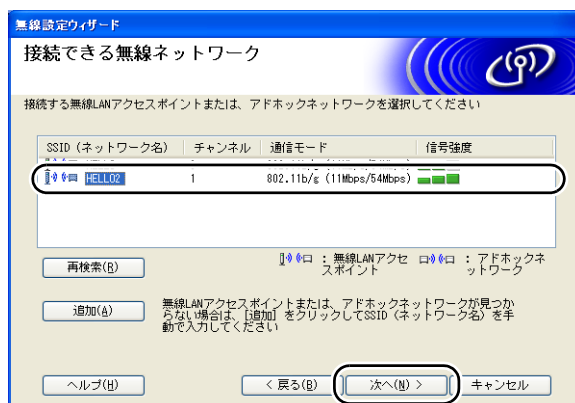 無線設定ウィザード
接続できる無線ネットワーク
接続する無線LANアクセスポイントまたは、アドホックネットワークを選択してください
SSID (ネットワーク名) チャンネル 通信モード 信号強度
HELLO2 1 802.11b/g (11Mbps/54Mbps)
再検索(R)
: 無線LANアクセスポイント
: アドホックネットワーク
追加(A)
無線LANアクセスポイントまたは、アドホックネットワークが見つか
らない場合は、[追加] をクリックしてSSID (ネットワーク名) を手
動で入力してください
ヘルプ(H) < 戻る(B) 次へ(N) > キャンセル